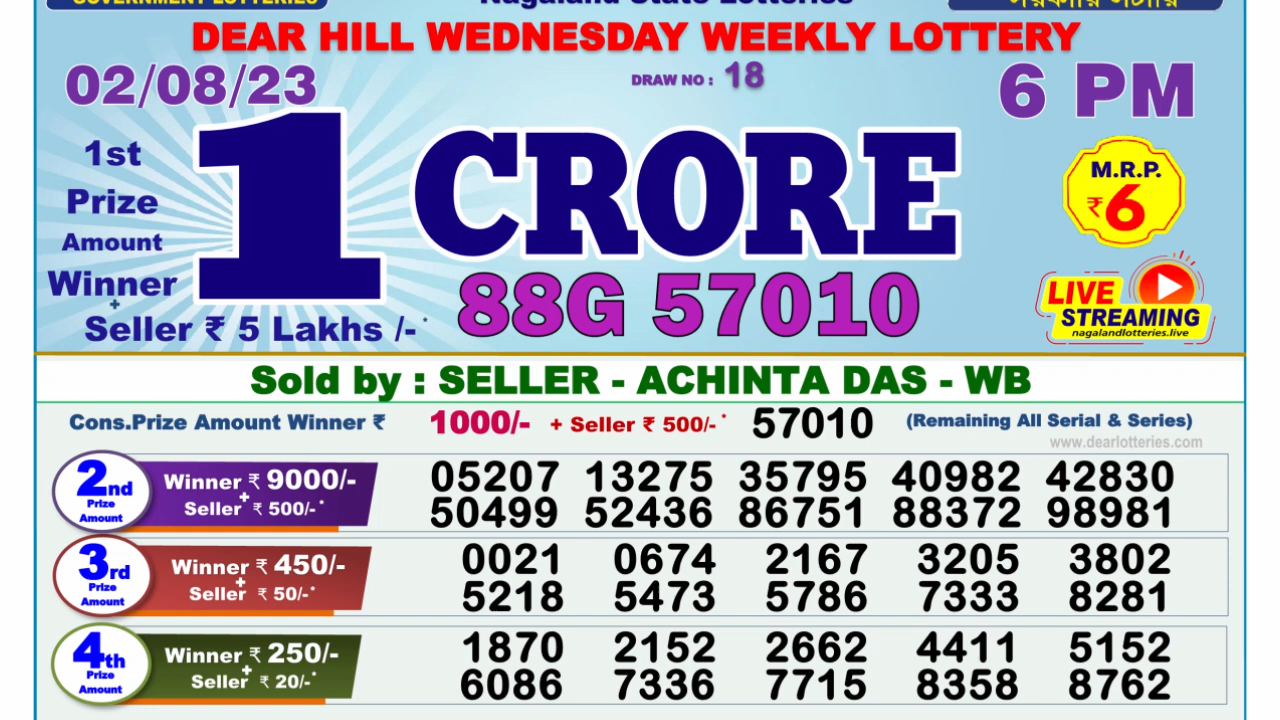 GOVERNMENT LOTTERIES
Nagaland State Lotteries
DEAR HILL WEDNESDAY WEEKLY LOTTERY
02/08/23
DRAW NO : 18
6 PM
1st
Prize
Amount
Winner
+
Seller ₹ 5 Lakhs /- *
1 CRORE
88G 57010
M.R.P.
₹6
LIVE
STREAMING
nagalandlotteries.live
Sold by : SELLER - ACHINTA DAS - WB
Cons.Prize Amount Winner ₹ 1000/- + Seller ₹ 500/- * 57010 (Remaining All Serial & Series)
www.dearlotteries.com
2nd
Prize
Amount
Winner ₹ 9000/-
+
Seller ₹ 500/- *
05207 13275 35795 40982 42830
50499 52436 86751 88372 98981
3rd
Prize
Amount
Winner ₹ 450/-
+
Seller ₹ 50/- *
0021 0674 2167 3205 3802
5218 5473 5786 7333 8281
4th
Prize
Amount
Winner ₹ 250/-
+
Seller ₹ 20/- *
1870 2152 2662 4411 5152
6086 7336 7715 8358 8762